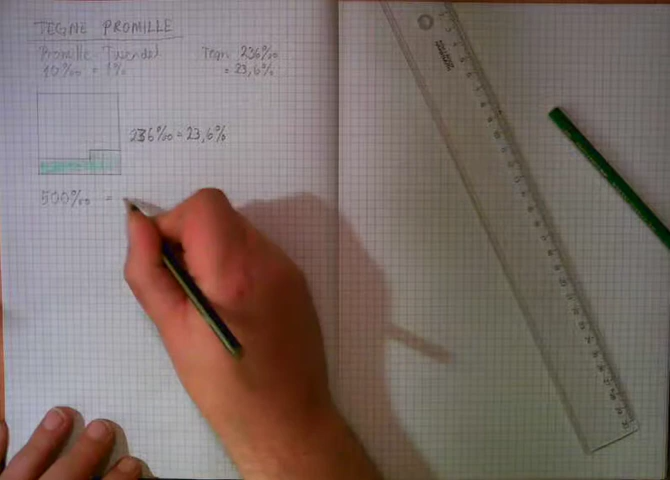 TEGNE PROMILLE
Promille Tusendel
10‰ = 1%
Tegn 236‰
= 23,6%
236‰ = 23,6%
500‰ =